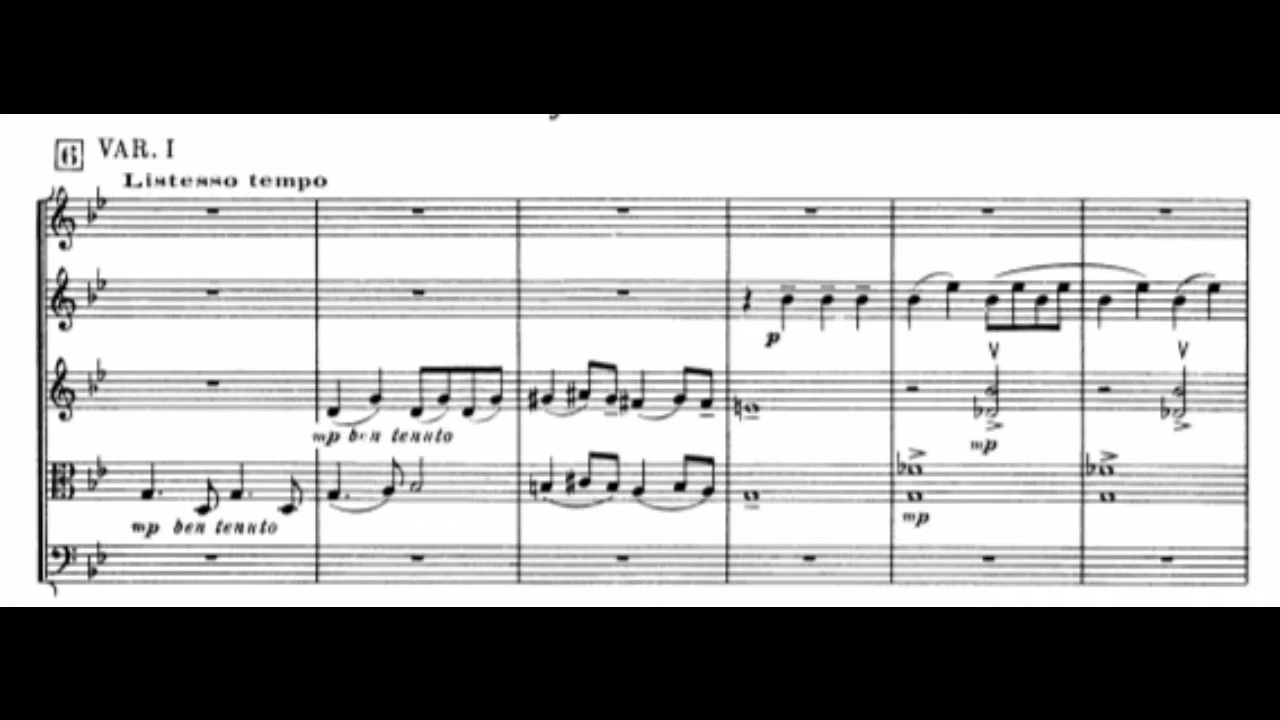 6 VAR. I
Listesso tempo
p
mp ben tenuto
mp
mp ben tenuto
mp